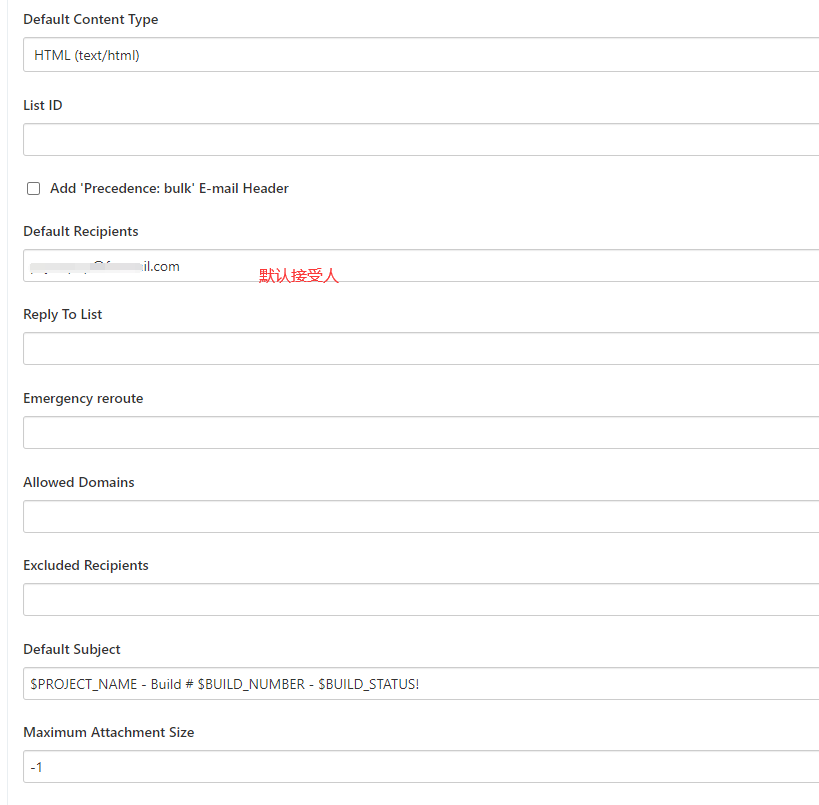 Default Content Type
HTML (text/html)
List ID
Add 'Precedence: bulk' E-mail Header
Default Recipients
il.com
默认接受人
Reply To List
Emergency reroute
Allowed Domains
Excluded Recipients
Default Subject
$PROJECT_NAME - Build # $BUILD_NUMBER - $BUILD_STATUS!
Maximum Attachment Size
-1